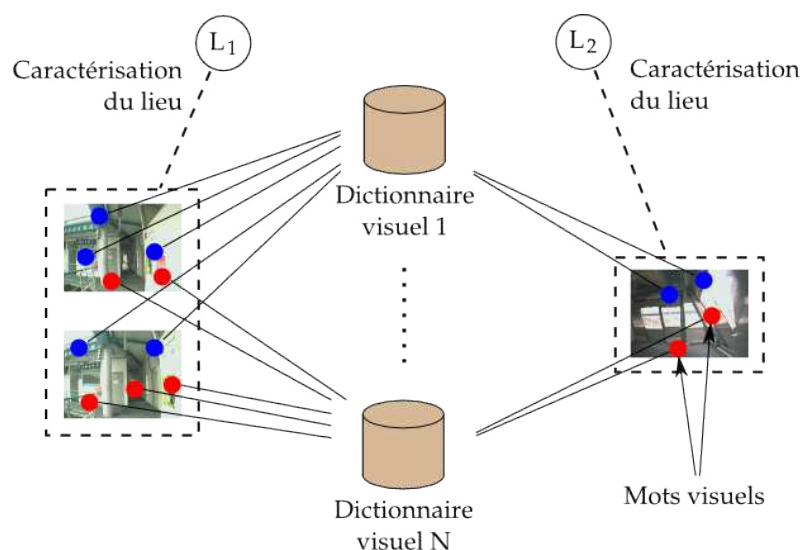 L1
Caractérisation
du lieu
L2
Caractérisation
du lieu
Dictionnaire
visuel 1
Dictionnaire
visuel N
Mots visuels